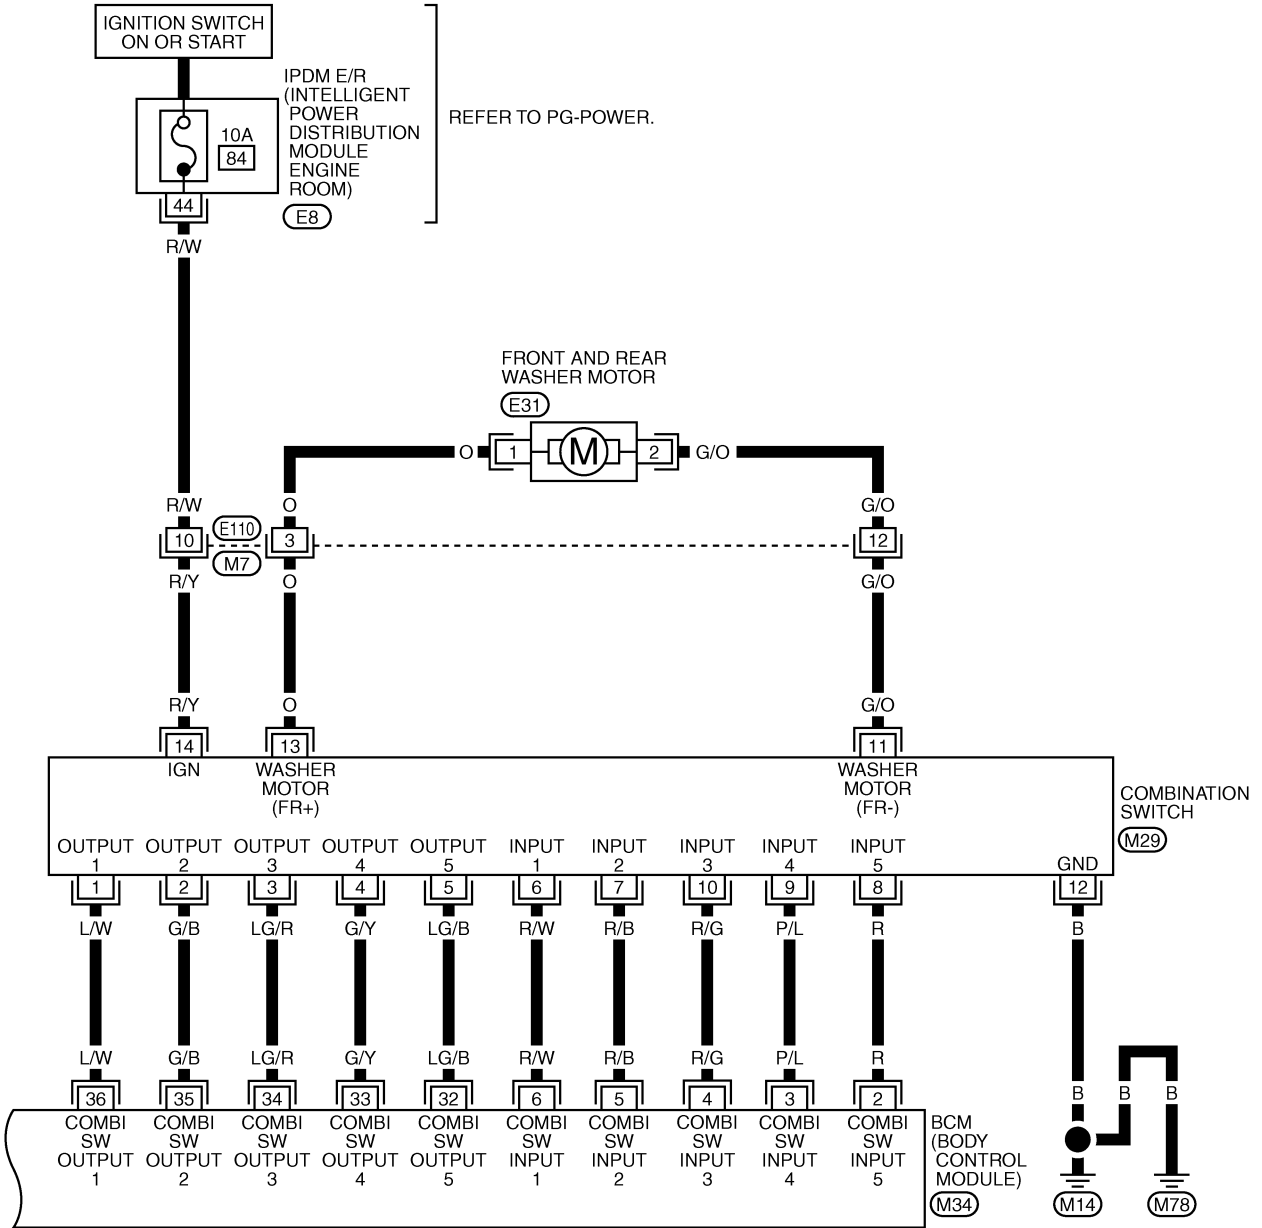 IGNITION SWITCH
ON OR START
IPDM E/R
(INTELLIGENT
POWER
DISTRIBUTION
MODULE
ENGINE
ROOM)
E8
REFER TO PG-POWER.
10A
84
44
R/W
FRONT AND REAR
WASHER MOTOR
E31
O 1 M 2 G/O
R/W O G/O
10 E110 3 12
M7
R/Y O G/O
R/Y O G/O
14 13 11
IGN WASHER WASHER
MOTOR MOTOR
(FR+) (FR-)
COMBINATION
SWITCH
M29
OUTPUT OUTPUT OUTPUT OUTPUT OUTPUT INPUT INPUT INPUT INPUT INPUT
1 2 3 4 5 1 2 3 4 5 GND
1 2 3 4 5 6 7 10 9 8 12
L/W G/B LG/R G/Y LG/B R/W R/B R/G P/L R B
L/W G/B LG/R G/Y LG/B R/W R/B R/G P/L R
B B B
36 35 34 33 32 6 5 4 3 2
COMBI COMBI COMBI COMBI COMBI COMBI COMBI COMBI COMBI COMBI
SW SW SW SW SW SW SW SW SW SW
OUTPUT OUTPUT OUTPUT OUTPUT OUTPUT INPUT INPUT INPUT INPUT INPUT
1 2 3 4 5 1 2 3 4 5
BCM
(BODY
CONTROL
MODULE)
M34
M14 M78